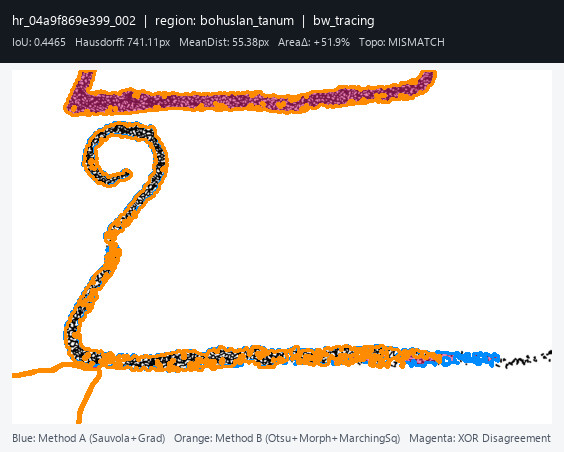 hr_04a9f869e399_002 | region: bohuslan_tanum | bw_tracing
IoU: 0.4465 Hausdorff: 741.11px MeanDist: 55.38px AreaΔ: +51.9% Topo: MISMATCH
Blue: Method A (Sauvola+Grad) Orange: Method B (Otsu+Morph+MarchingSq) Magenta: XOR Disagreement